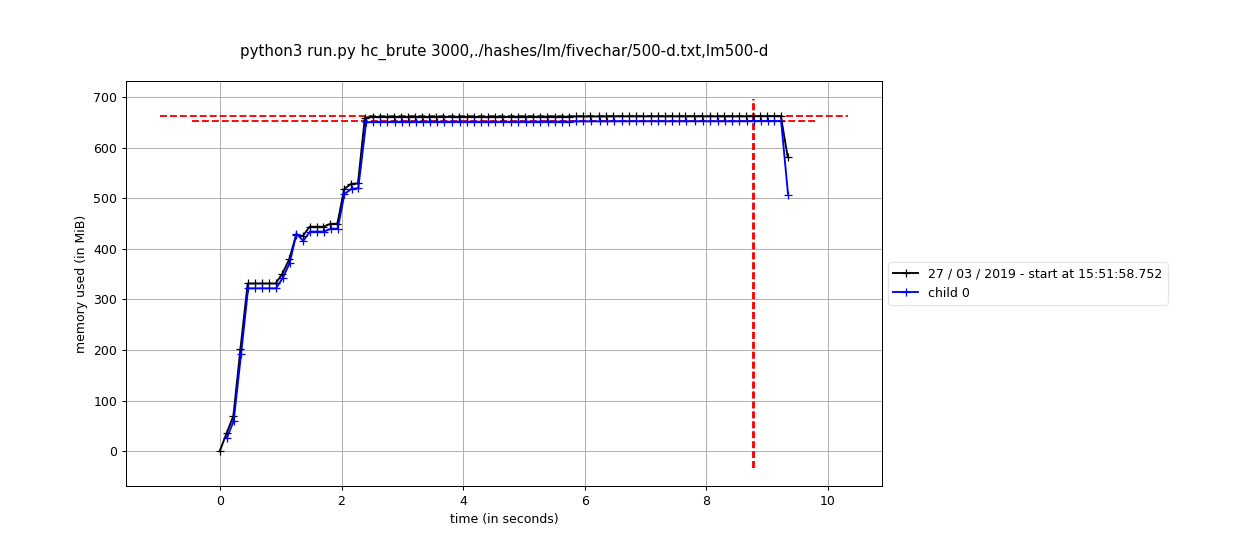 python3 run.py hc_brute 3000,./hashes/lm/fivechar/500-d.txt,lm500-d
700
600
500
400
300
200
100
0
memory used (in MiB)
0 2 4 6 8 10
time (in seconds)
27 / 03 / 2019 - start at 15:51:58.752
child 0